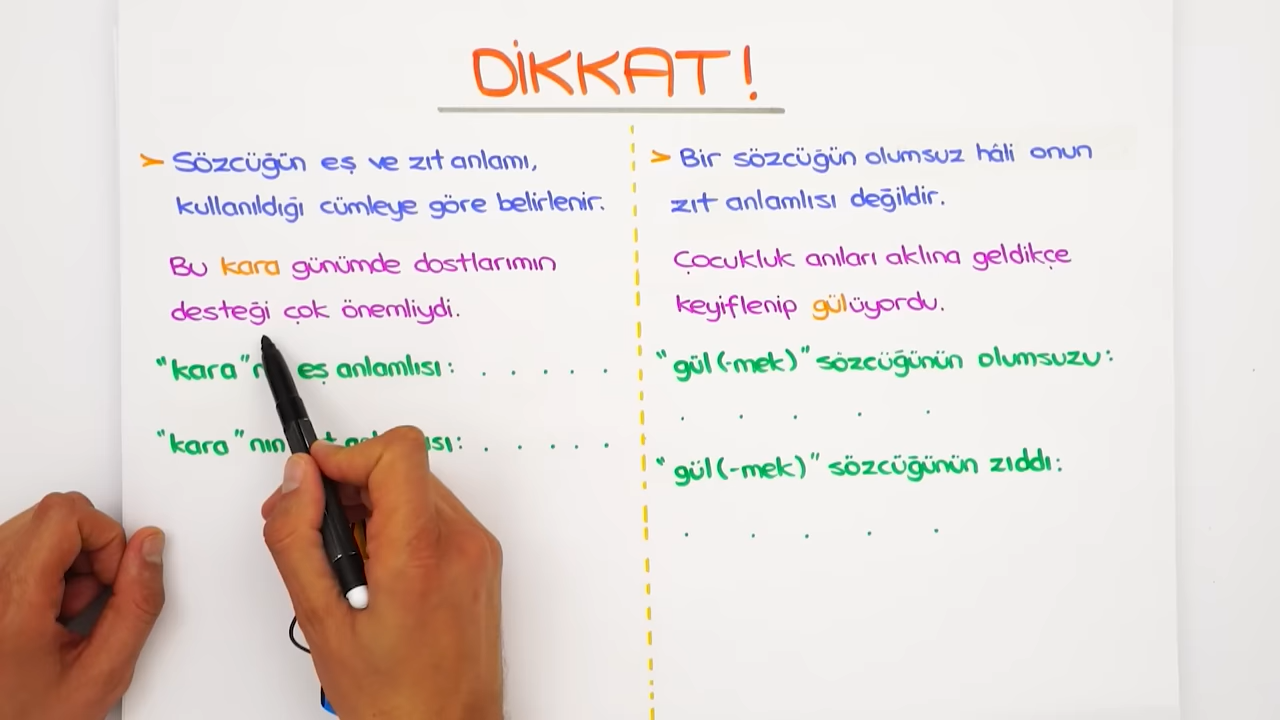 DİKKAT!
➤ Sözcüğün eş ve zıt anlamı,
kullanıldığı cümleye göre belirlenir.
Bu kara günümde dostlarımın
desteği çok önemliydi.
"kara" eş anlamlısı: . . . . .
"kara"nın : . . . . .
➤ Bir sözcüğün olumsuz hâli onun
zıt anlamlısı değildir.
Çocukluk anıları aklına geldikçe
keyiflenip gülüyordu.
"gül(-mek)" sözcüğünün olumsuzu:
. . . . .
"gül(-mek)" sözcüğünün zıddı:
. . . . .